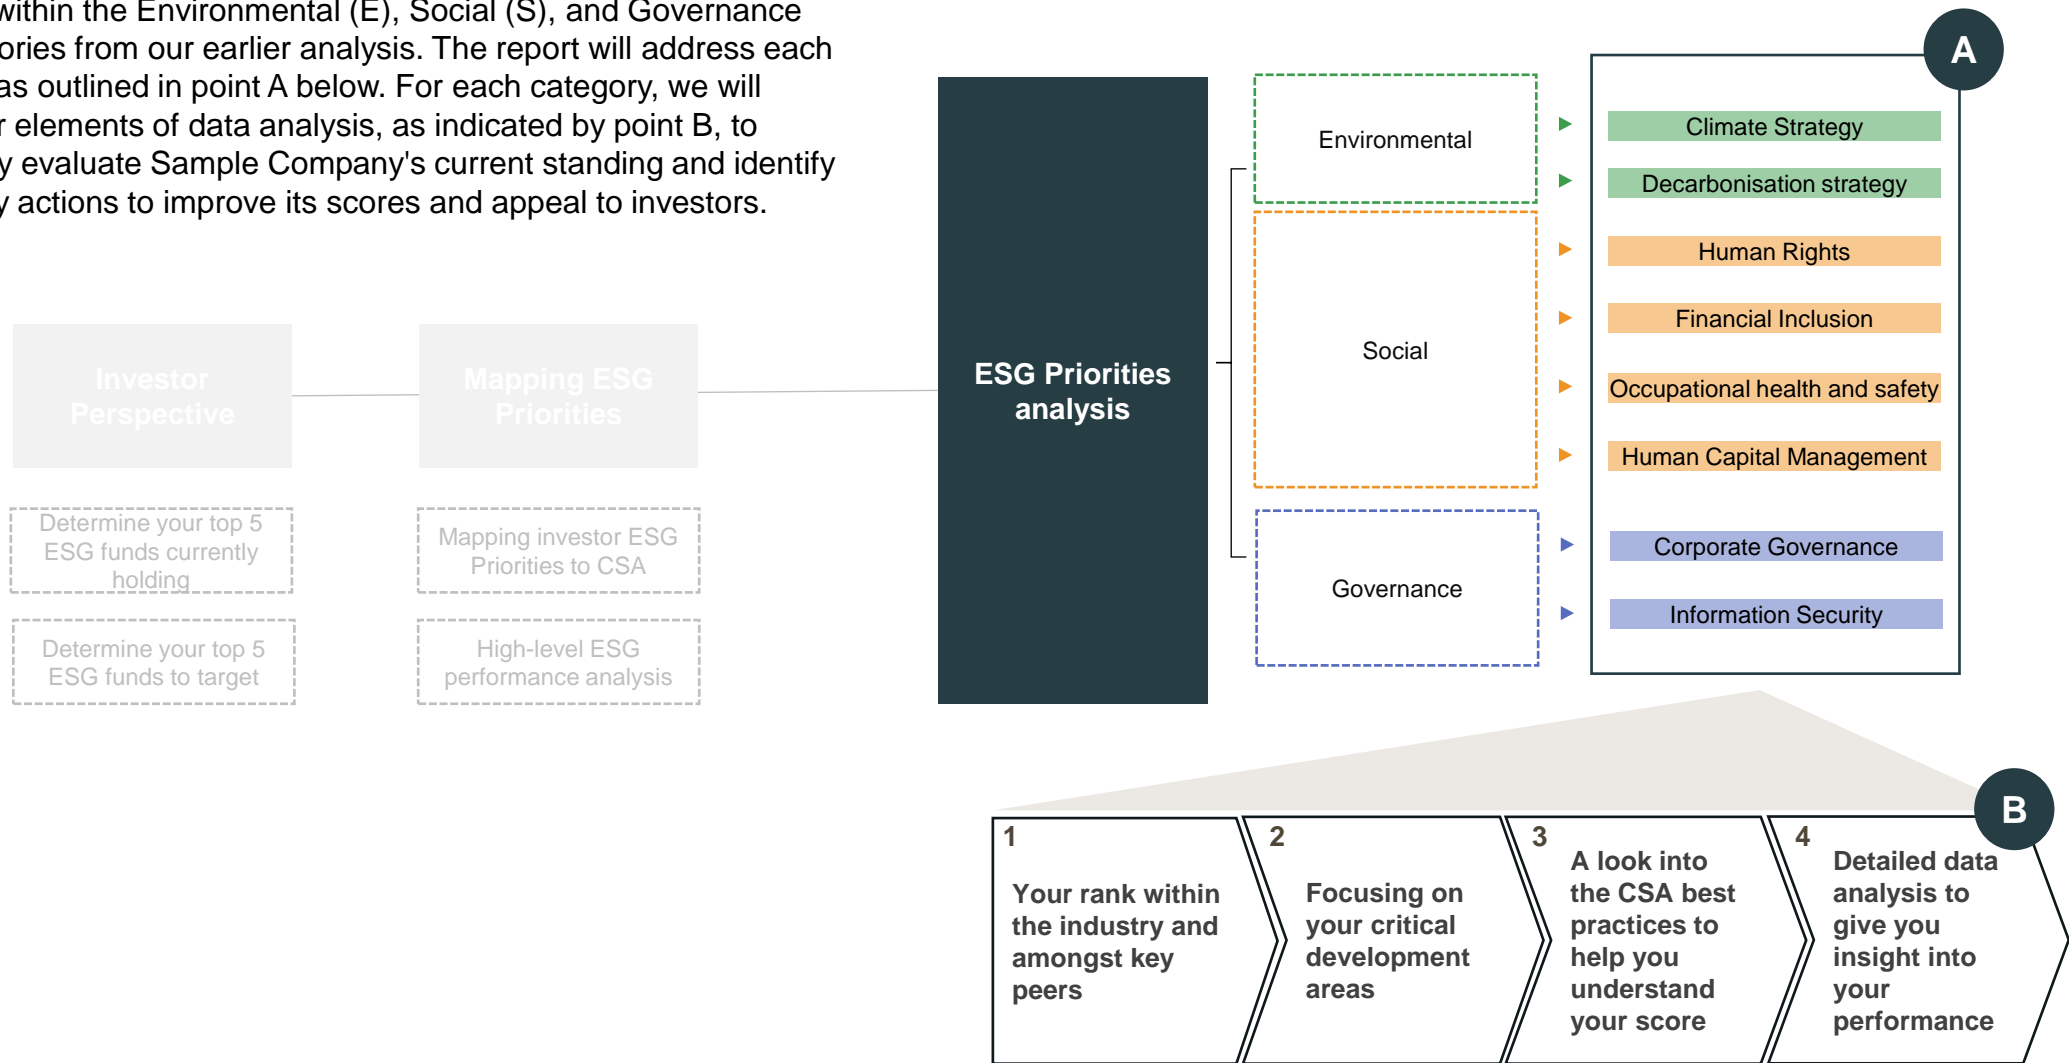 within the Environmental (E), Social (S), and Governance
ories from our earlier analysis. The report will address each
as outlined in point A below. For each category, we will
r elements of data analysis, as indicated by point B, to
y evaluate Sample Company's current standing and identify
y actions to improve its scores and appeal to investors.
Investor
Perspective
Determine your top 5
ESG funds currently
holding
Determine your top 5
ESG funds to target
Mapping ESG
Priorities
Mapping investor ESG
Priorities to CSA
High-level ESG
performance analysis
ESG Priorities
analysis
Environmental
Social
Governance
A
Climate Strategy
Decarbonisation strategy
Human Rights
Financial Inclusion
Occupational health and safety
Human Capital Management
Corporate Governance
Information Security
B
1
Your rank within
the industry and
amongst key
peers
2
Focusing on
your critical
development
areas
3
A look into
the CSA best
practices to
help you
understand
your score
4
Detailed data
analysis to
give you
insight into
your
performance